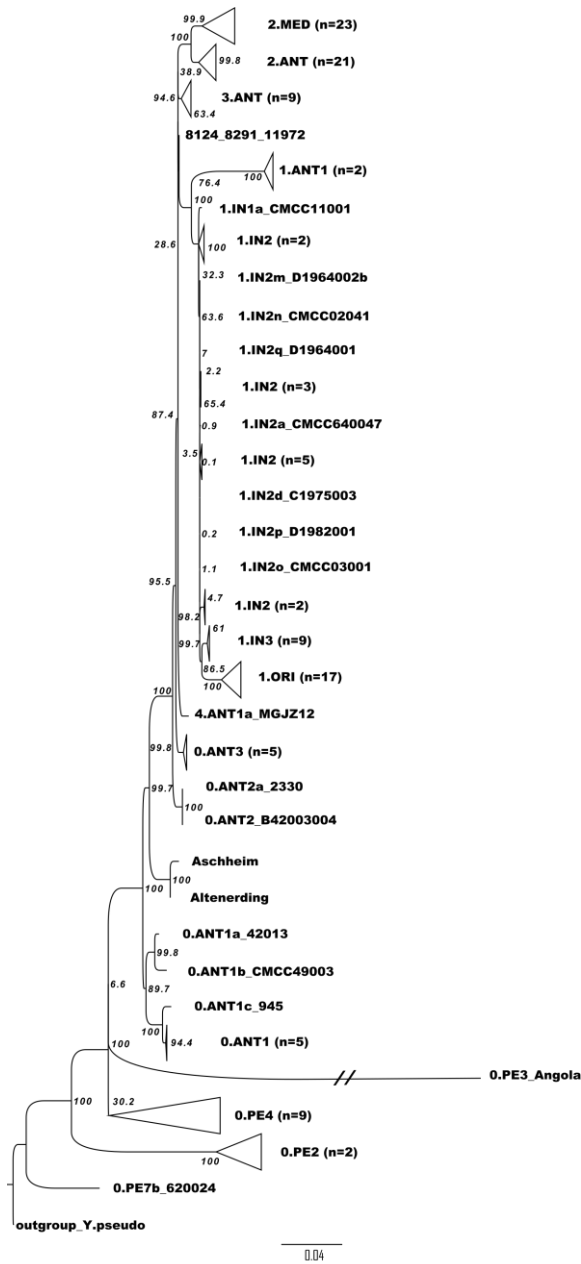 99.9
2.MED (n=23)
100
99.8
2.ANT (n=21)
38.9
94.6
3.ANT (n=9)
63.4
8124_8291_11972
1.ANT1 (n=2)
76.4
100
100
1.IN1a_CMCC11001
28.6
100
1.IN2 (n=2)
32.3
1.IN2m_D1964002b
63.6
1.IN2n_CMCC02041
7
1.IN2q_D1964001
2.2
1.IN2 (n=3)
65.4
87.4
0.9
1.IN2a_CMCC640047
3.5
0.1
1.IN2 (n=5)
1.IN2d_C1975003
0.2
1.IN2p_D1982001
1.1
1.IN2o_CMCC03001
95.5
4.7
1.IN2 (n=2)
98.2
61
99.7
1.IN3 (n=9)
86.5
1.ORI (n=17)
100
100
4.ANT1a_MGJZ12
99.8
0.ANT3 (n=5)
99.7
0.ANT2a_2330
100
0.ANT2_B42003004
Aschheim
100
100
Altenerding
0.ANT1a_42013
99.8
0.ANT1b_CMCC49003
6.6
89.7
0.ANT1c_945
100
94.4
0.ANT1 (n=5)
100
0.PE3_Angola
100
30.2
0.PE4 (n=9)
0.PE2 (n=2)
100
0.PE7b_620024
outgroup_Y.pseudo
0.04